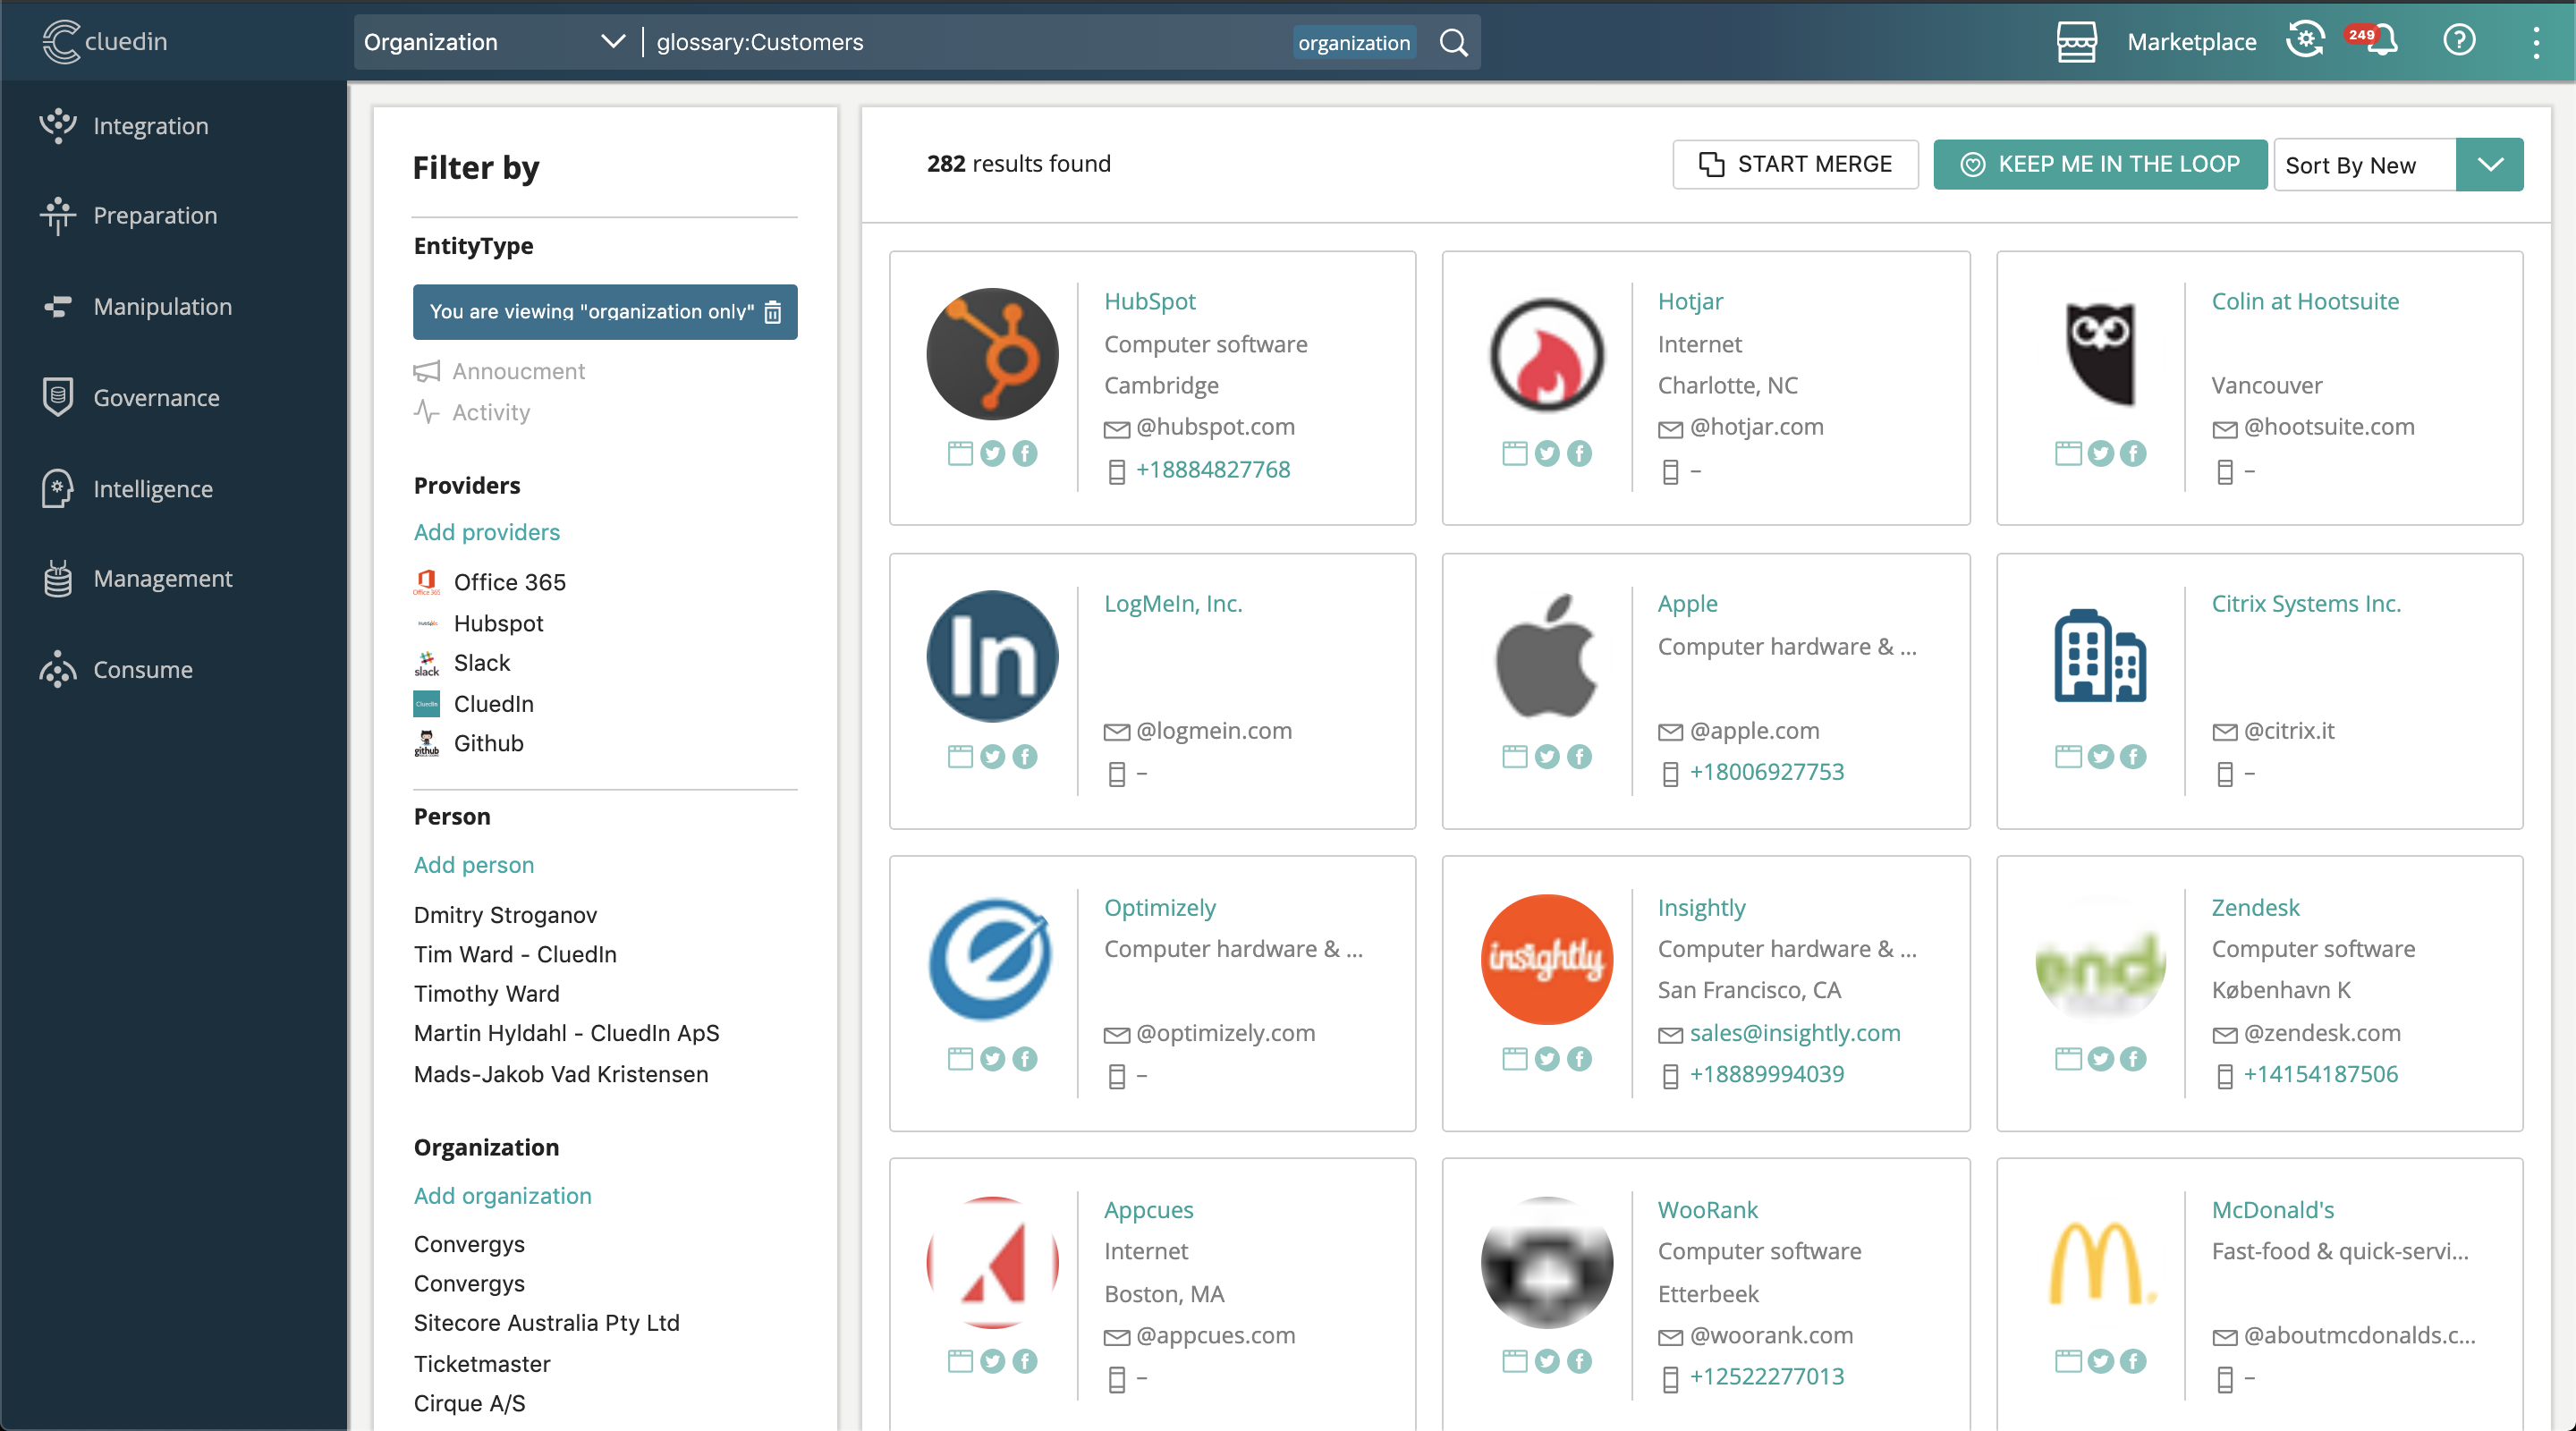 cluedin
Organization
glossary:Customers
organization
Marketplace
249
Integration
Preparation
Manipulation
Governance
Intelligence
Management
Consume
Filter by
EntityType
You are viewing "organization only"
Annoucment
Activity
Providers
Add providers
Office 365
Office 365
Hubspot
slack
Slack
CluedIn
CluedIn
github
Github
Person
Add person
Dmitry Stroganov
Tim Ward - CluedIn
Timothy Ward
Martin Hyldahl - CluedIn ApS
Mads-Jakob Vad Kristensen
Organization
Add organization
Convergys
Convergys
Sitecore Australia Pty Ltd
Ticketmaster
Cirque A/S
282 results found
START MERGE
KEEP ME IN THE LOOP
Sort By New
HubSpot
Computer software
Cambridge
@hubspot.com
+18884827768
Hotjar
Internet
Charlotte, NC
@hotjar.com
–
Colin at Hootsuite
Vancouver
@hootsuite.com
–
In
LogMeIn, Inc.
@logmein.com
–
Apple
Computer hardware & ...
@apple.com
+18006927753
Citrix Systems Inc.
@citrix.it
–
Optimizely
Computer hardware & ...
@optimizely.com
–
insightly
Insightly
Computer hardware & ...
San Francisco, CA
sales@insightly.com
+18889994039
end
Zendesk
Computer software
København K
@zendesk.com
+14154187506
Appcues
Internet
Boston, MA
@appcues.com
–
WooRank
Computer software
Etterbeek
@woorank.com
+12522277013
McDonald's
Fast-food & quick-servi...
@aboutmcdonalds.c...
–